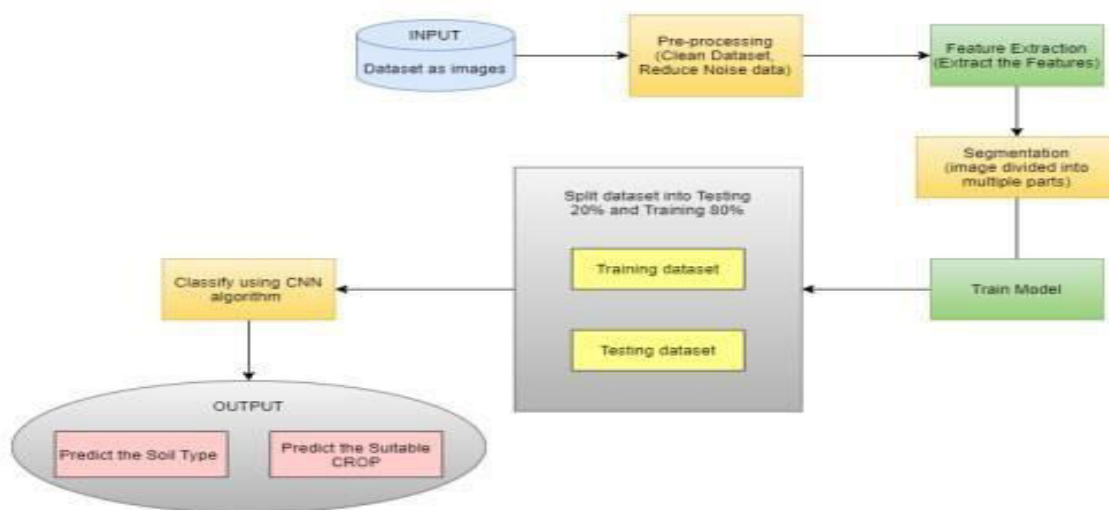 INPUT
Dataset as images
Pre-processing
(Clean Dataset,
Reduce Noise data)
Feature Extraction
(Extract the Features)
Segmentation
(image divided into
multiple parts)
Train Model
Split dataset into Testing
20% and Training 80%
Training dataset
Testing dataset
Classify using CNN
algorithm
OUTPUT
Predict the Soil Type
Predict the Suitable
CROP